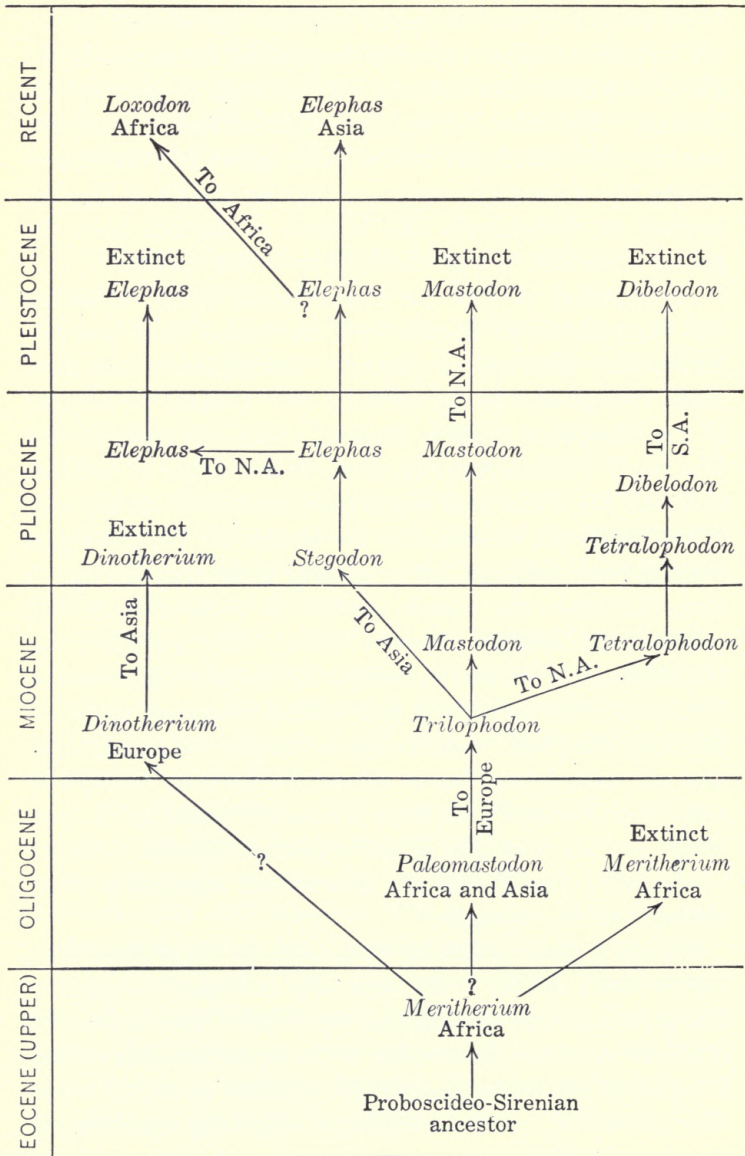 RECENT
Loxodon
Africa
Elephas
Asia
To Africa
PLEISTOCENE
Extinct
Elephas
Elephas
?
Extinct
Mastodon
Extinct
Dibelodon
To N.A.
PLIOCENE
Elephas
To N.A.
Elephas
Mastodon
To
S.A.
Dibelodon
Extinct
Dinotherium
Stegodon
Tetralophodon
MIOCENE
To Asia
To Asia
Mastodon
Tetralophodon
To N.A.
Dinotherium
Europe
Trilophodon
OLIGOCENE
To
Europe
?
Paleomastodon
Africa and Asia
Extinct
Meritherium
Africa
EOCENE (UPPER)
?
Meritherium
Africa
Proboscideo-Sirenian
ancestor